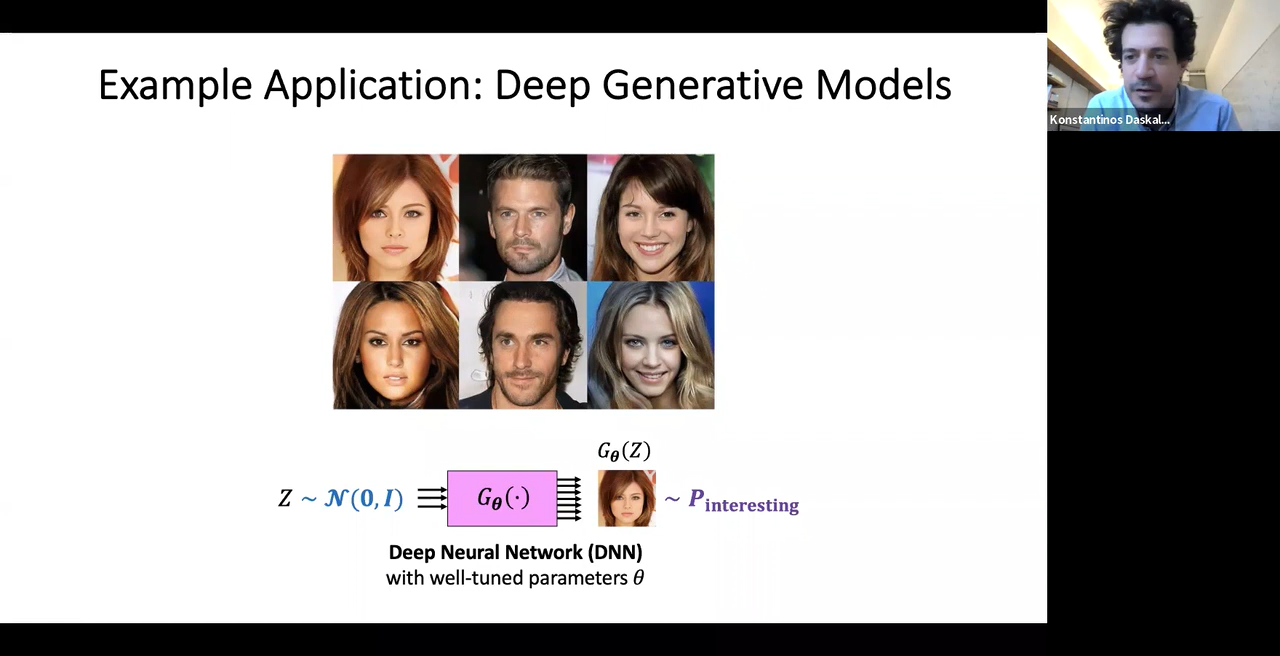 Example Application: Deep Generative Models
Konstantinos Daskal...
G_θ(Z)
Z ~ 𝒩(0, I)
G_θ(·)
~ P_interesting
Deep Neural Network (DNN)
with well-tuned parameters θ